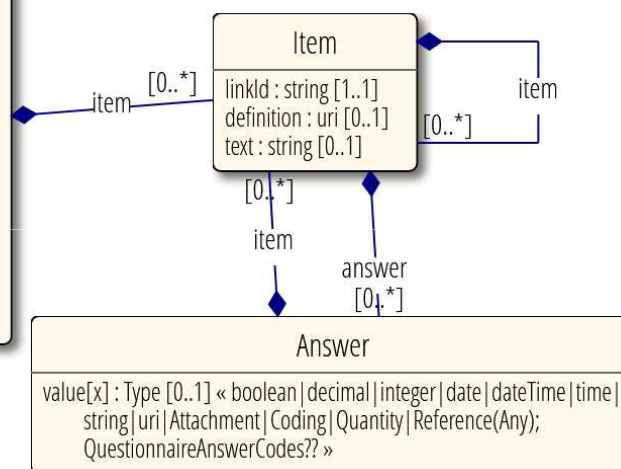 Item
[0..*]
item
linkId : string [1..1]
definition : uri [0..1]
text : string [0..1]
item
[0..*]
[0..*]
item
answer
[0..*]
Answer
value[x] : Type [0..1] « boolean|decimal|integer|date|dateTime|time|
string|uri|Attachment|Coding|Quantity|Reference(Any);
QuestionnaireAnswerCodes?? »